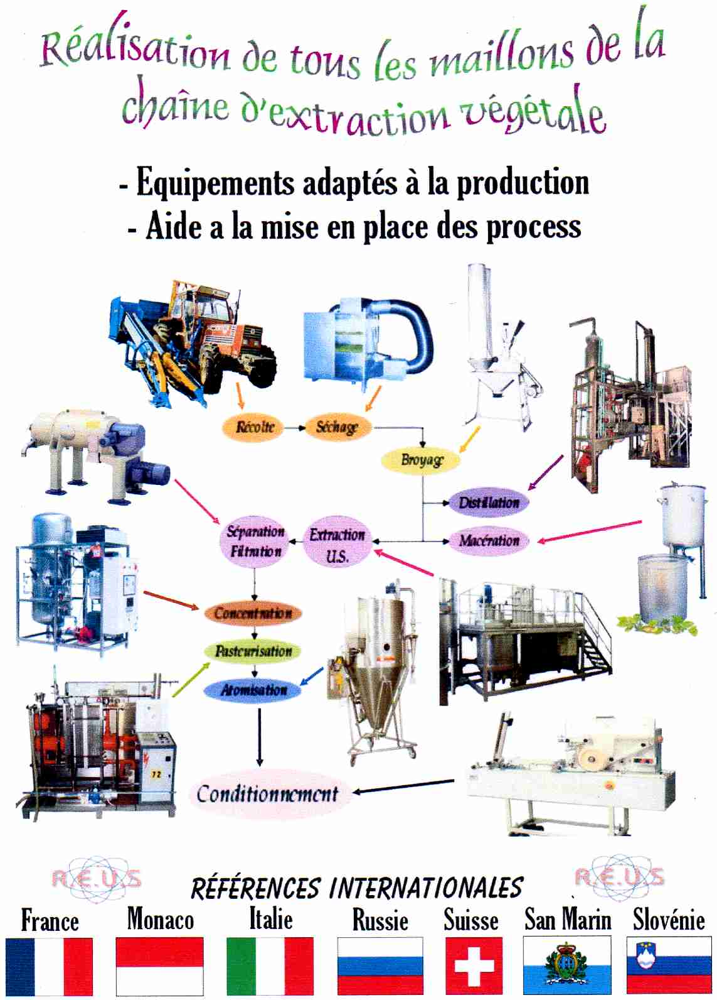 Réalisation de tous les maillons de la
chaîne d'extraction végétale
- Equipements adaptés à la production
- Aide a la mise en place des process
Récolte
Séchage
Broyage
Distillation
Séparation
Filtration
Extraction
U.S.
Macération
Concentration
Pasteurisation
Atomisation
72
Conditionnement
R.E.U.S
RÉFÉRENCES INTERNATIONALES
R.E.U.S
France
Monaco
Italie
Russie
Suisse
San Marin
Slovénie